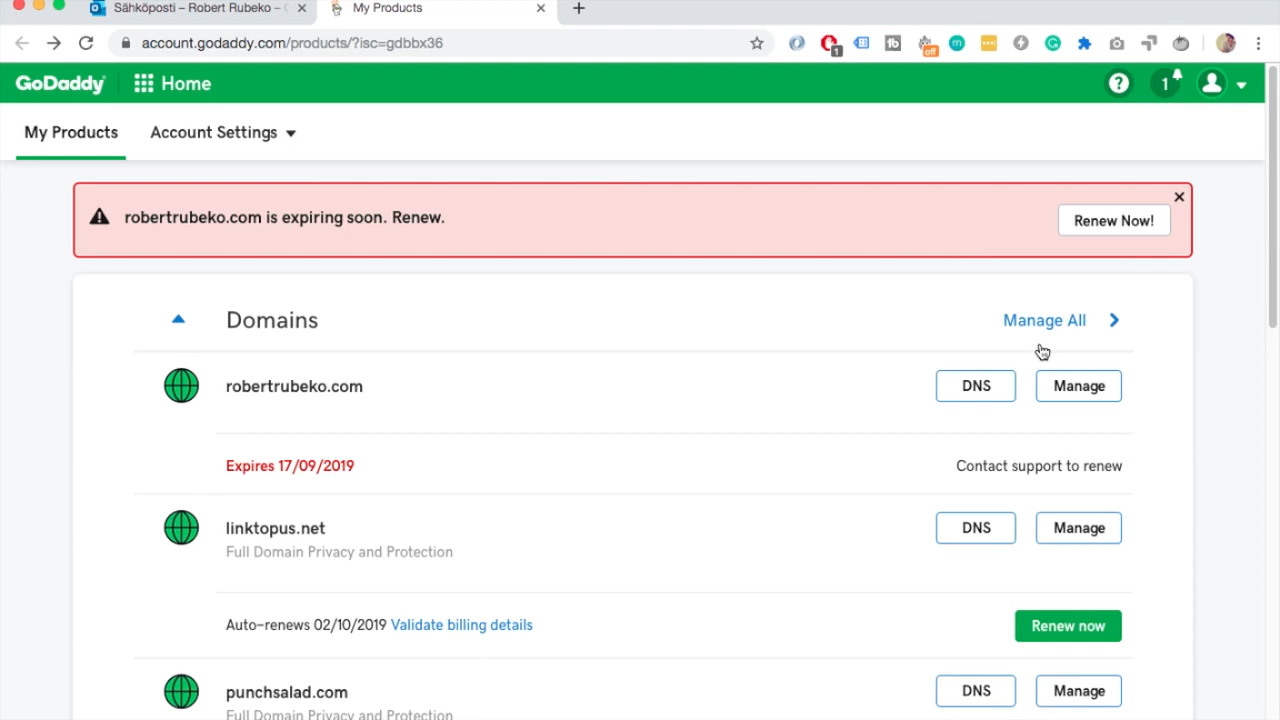 Sähköposti – Robert Rubeko –
My Products
account.godaddy.com/products/?isc=gdbbx36
1
off
GoDaddy
Home
?
1
My Products
Account Settings
robertrubeko.com is expiring soon. Renew.
Renew Now!
Domains
Manage All
robertrubeko.com
DNS
Manage
Expires 17/09/2019
Contact support to renew
linktopus.net
DNS
Manage
Full Domain Privacy and Protection
Auto-renews 02/10/2019 Validate billing details
Renew now
punchsalad.com
DNS
Manage
Full Domain Privacy and Protection